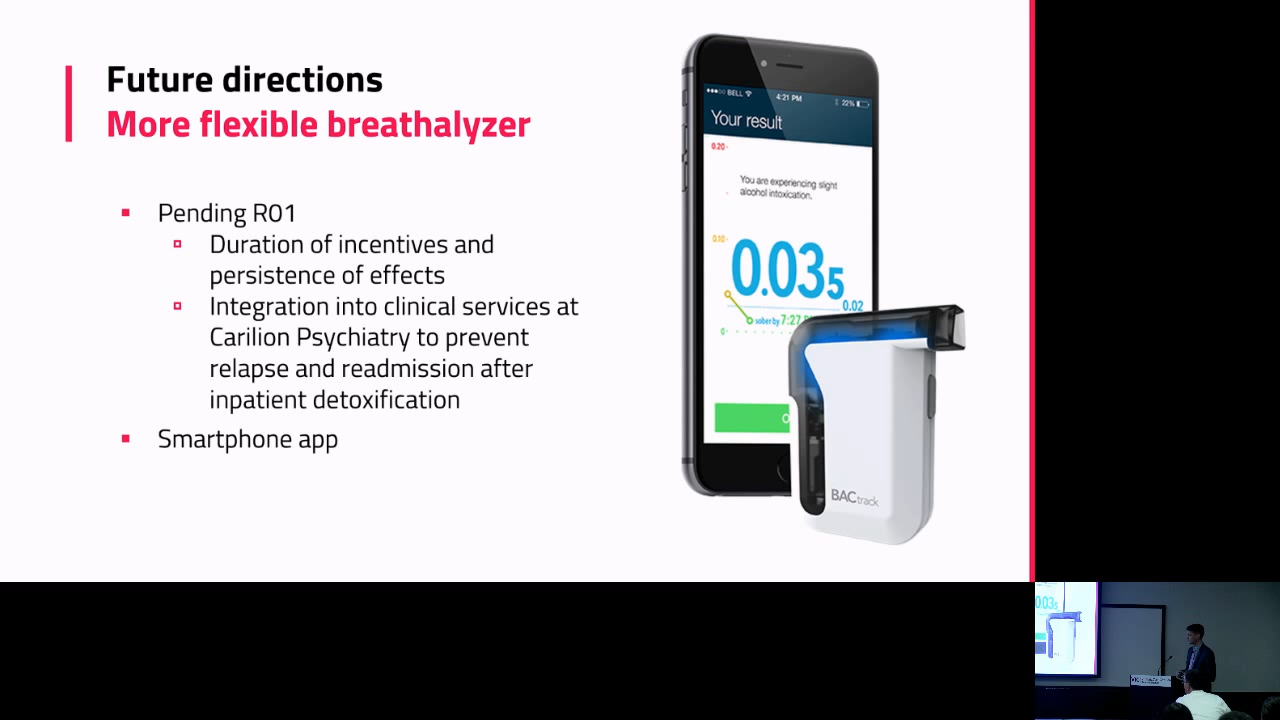 Future directions
More flexible breathalyzer
Pending R01
Duration of incentives and
persistence of effects
Integration into clinical services at
Carilion Psychiatry to prevent
relapse and readmission after
inpatient detoxification
Smartphone app
BELL 4:21 PM 22%
Your result
0.20
You are experiencing slight
alcohol intoxication.
0.10
0.035
0.02
sober by 7:27
0
BACtrack
0.035